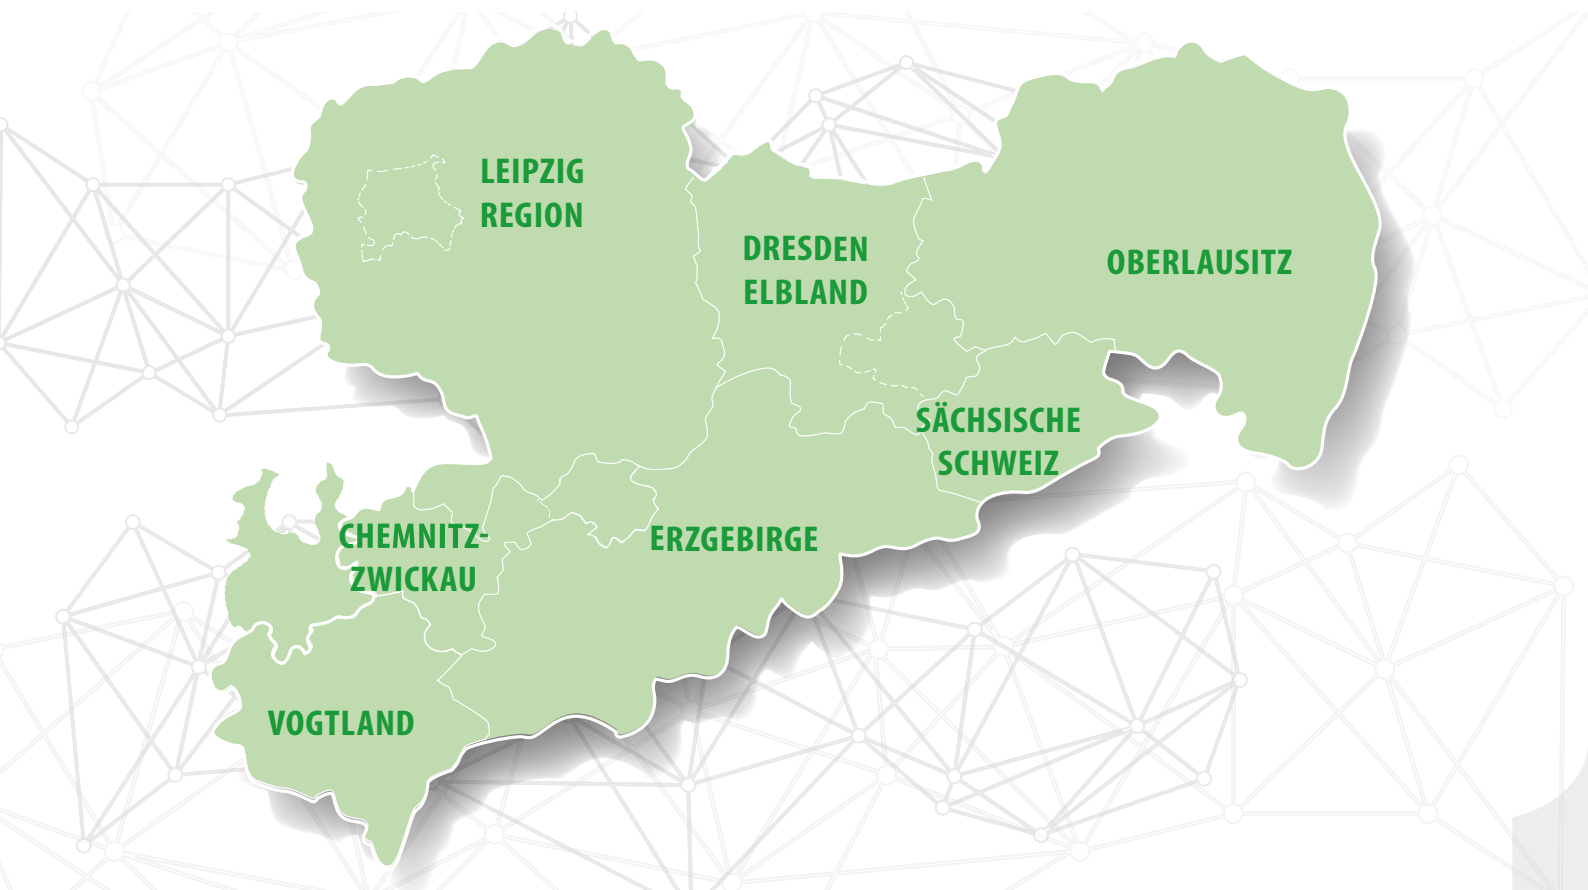 LEIPZIG
REGION
DRESDEN
ELBLAND
OBERLAUSITZ
SÄCHSISCHE
SCHWEIZ
CHEMNITZ-
ZWICKAU
ERZGEBIRGE
VOGTLAND